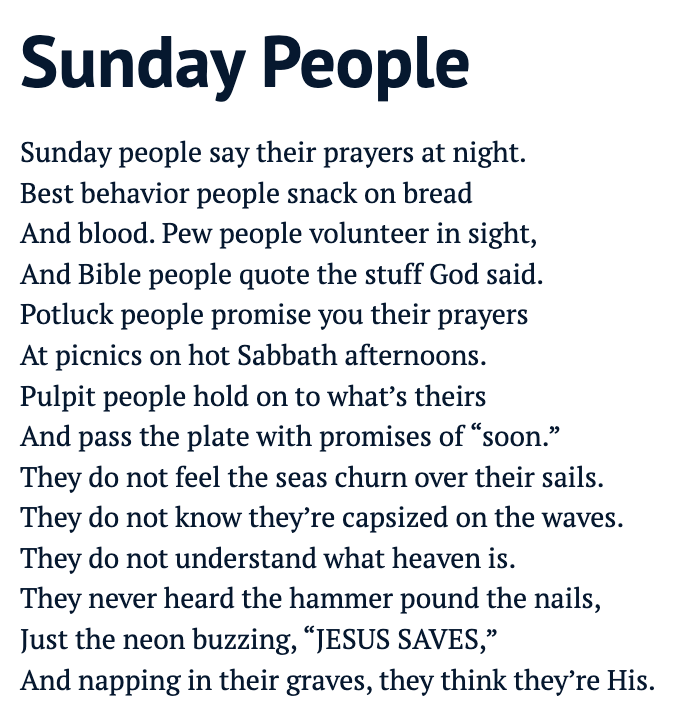 Sunday People
Sunday people say their prayers at night.
Best behavior people snack on bread
And blood. Pew people volunteer in sight,
And Bible people quote the stuff God said.
Potluck people promise you their prayers
At picnics on hot Sabbath afternoons.
Pulpit people hold on to what’s theirs
And pass the plate with promises of “soon.”
They do not feel the seas churn over their sails.
They do not know they’re capsized on the waves.
They do not understand what heaven is.
They never heard the hammer pound the nails,
Just the neon buzzing, “JESUS SAVES,”
And napping in their graves, they think they’re His.